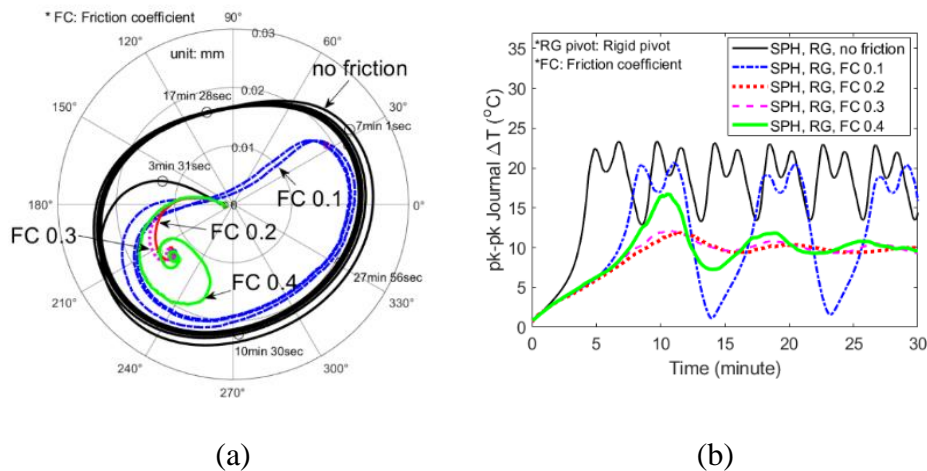 * FC: Friction coefficient
unit: mm
90°
120°
60°
0.03
no friction
17min 28sec
0.02
150°
30°
7min 1sec
0.01
3min 31sec
FC 0.1
180°
0
0°
FC 0.3
FC 0.2
FC 0.4
27min 56sec
210°
330°
10min 30sec
240°
300°
270°
(a)
*RG pivot: Rigid pivot
*FC: Friction coefficient
SPH, RG, no friction
SPH, RG, FC 0.1
SPH, RG, FC 0.2
SPH, RG, FC 0.3
SPH, RG, FC 0.4
pk-pk Journal ΔT (°C)
35
30
25
20
15
10
5
0
0 5 10 15 20 25 30
Time (minute)
(b)